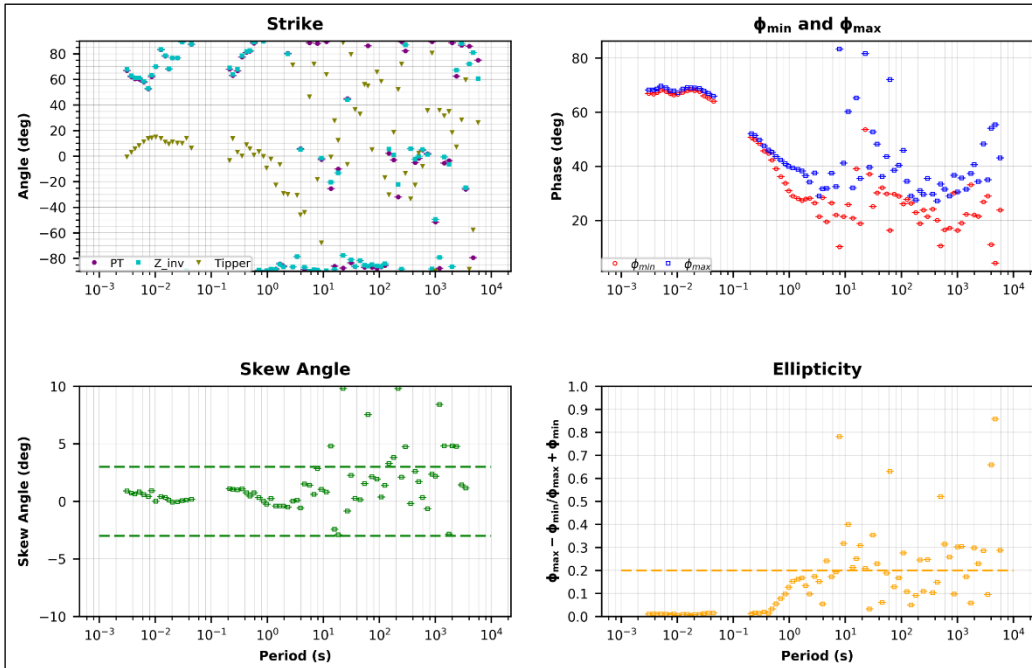 Strike
Angle (deg)
80
60
40
20
0
−20
−40
−60
−80
PT Z_inv Tipper
10⁻³ 10⁻² 10⁻¹ 10⁰ 10¹ 10² 10³ 10⁴
ϕmin and ϕmax
Phase (deg)
80
60
40
20
ϕmin ϕmax
10⁻³ 10⁻² 10⁻¹ 10⁰ 10¹ 10² 10³ 10⁴
Skew Angle
Skew Angle (deg)
10
5
0
−5
−10
10⁻³ 10⁻² 10⁻¹ 10⁰ 10¹ 10² 10³ 10⁴
Period (s)
Ellipticity
ϕmax − ϕmin/ϕmax + ϕmin
1.0
0.9
0.8
0.7
0.6
0.5
0.4
0.3
0.2
0.1
0.0
10⁻³ 10⁻² 10⁻¹ 10⁰ 10¹ 10² 10³ 10⁴
Period (s)